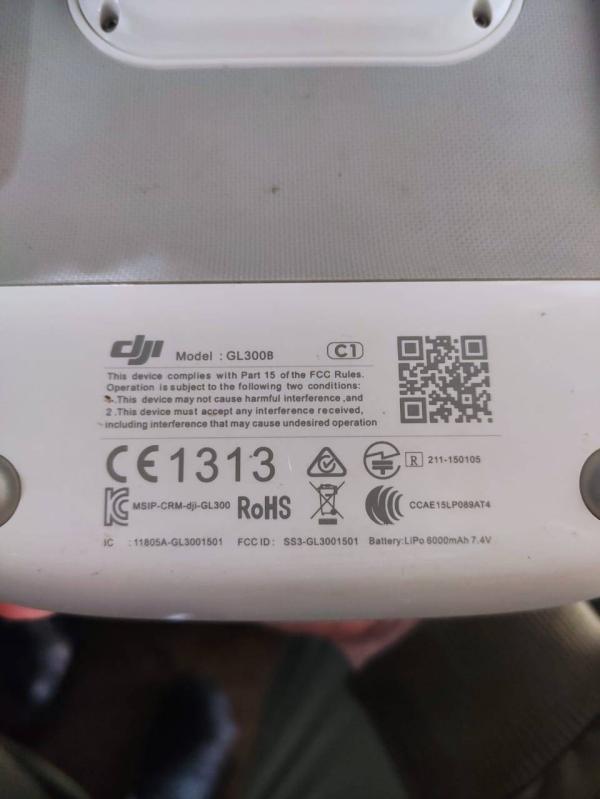 dji Model : GL300B C1
This device complies with Part 15 of the FCC Rules.
Operation is subject to the following two conditions:
1.This device may not cause harmful interference ,and
2 .This device must accept any interference received,
including interference that may cause undesired operation
CE1313 R 211-150105
KC MSIP-CRM-dji-GL300 RoHS CCAE15LP089AT4
IC : 11805A-GL3001501 FCC ID : SS3-GL3001501 Battery:LiPo 6000mAh 7.4V